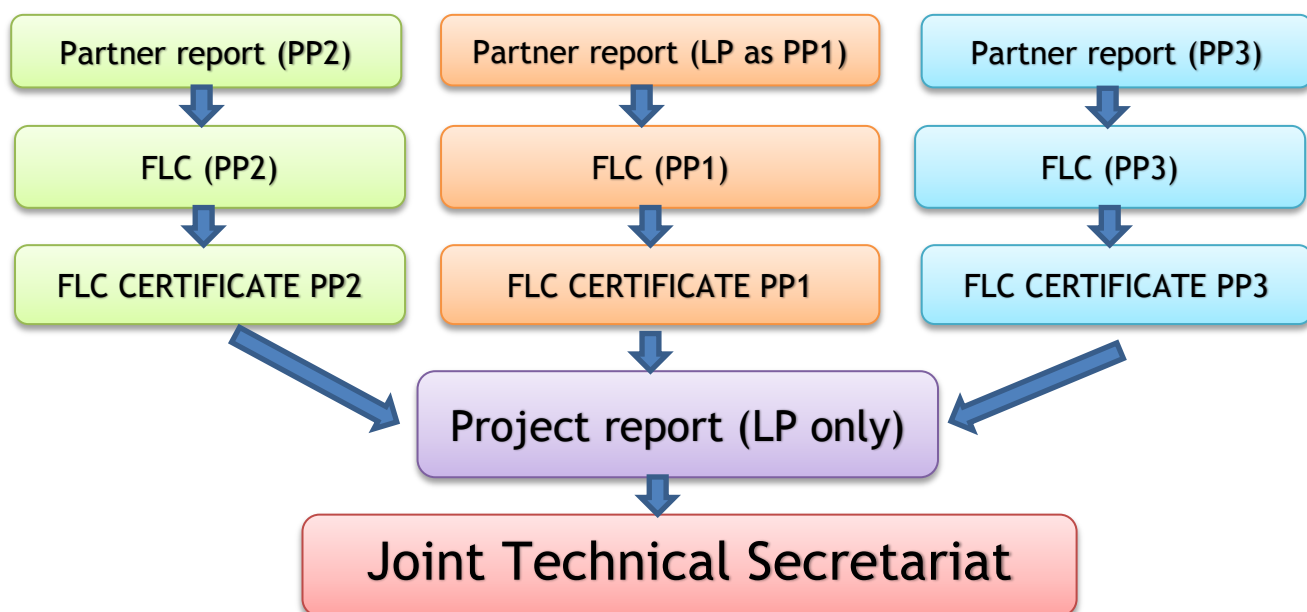 Partner report (PP2)
Partner report (LP as PP1)
Partner report (PP3)
FLC (PP2)
FLC (PP1)
FLC (PP3)
FLC CERTIFICATE PP2
FLC CERTIFICATE PP1
FLC CERTIFICATE PP3
Project report (LP only)
Joint Technical Secretariat